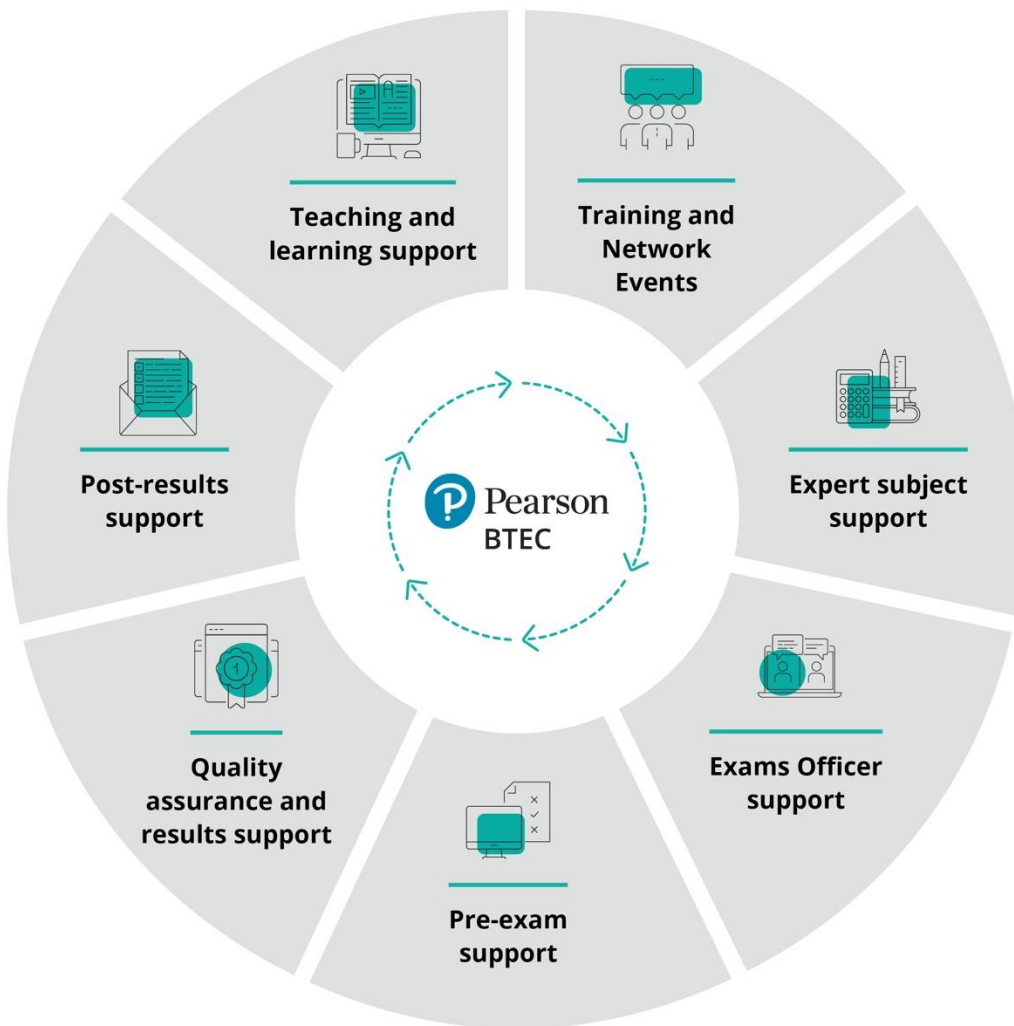 Teaching and
learning support
Training and
Network
Events
Expert subject
support
Exams Officer
support
Pre-exam
support
Quality
assurance and
results support
Post-results
support
Pearson
BTEC
1